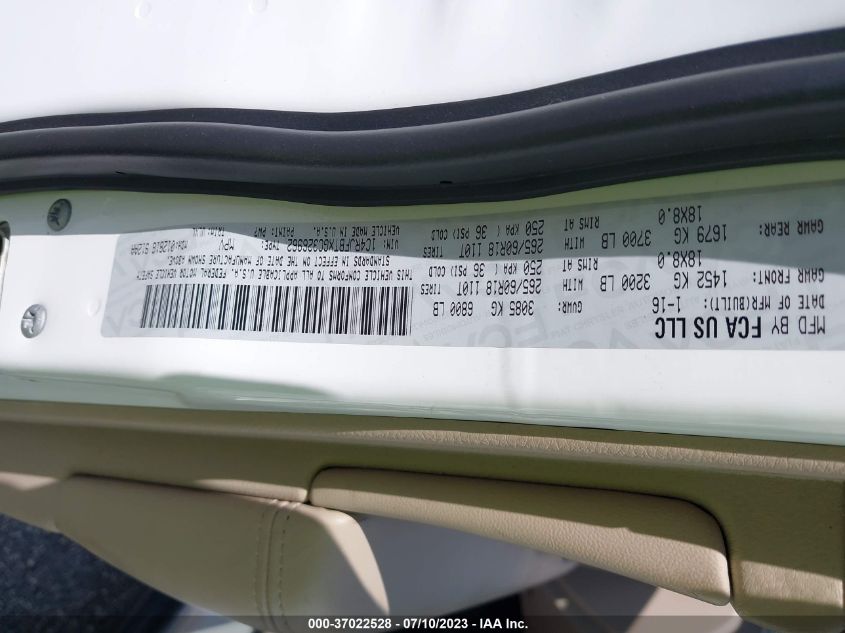 MFD BY FCA US LLC
DATE OF MFR(BUILT): 1-16 GVWR: 3085 KG 6800 LB
GAWR FRONT: 1452 KG 3200 LB WITH 265/60R18 110T TIRES
18X8.0 RIMS AT 250 KPA ( 36 PSI) COLD
GAWR REAR: 1679 KG 3700 LB WITH 265/60R18 110T TIRES
18X8.0 RIMS AT 250 KPA ( 36 PSI) COLD
THIS VEHICLE CONFORMS TO ALL APPLICABLE U.S.A. FEDERAL MOTOR VEHICLE SAFETY
STANDARDS IN EFFECT ON THE DATE OF MANUFACTURE SHOWN ABOVE.
VIN: TYPE: MPV
VEHICLE MADE IN U.S.A. PAINT: PW7 TRIM:
000-37022528 - 07/10/2023 - IAA Inc.